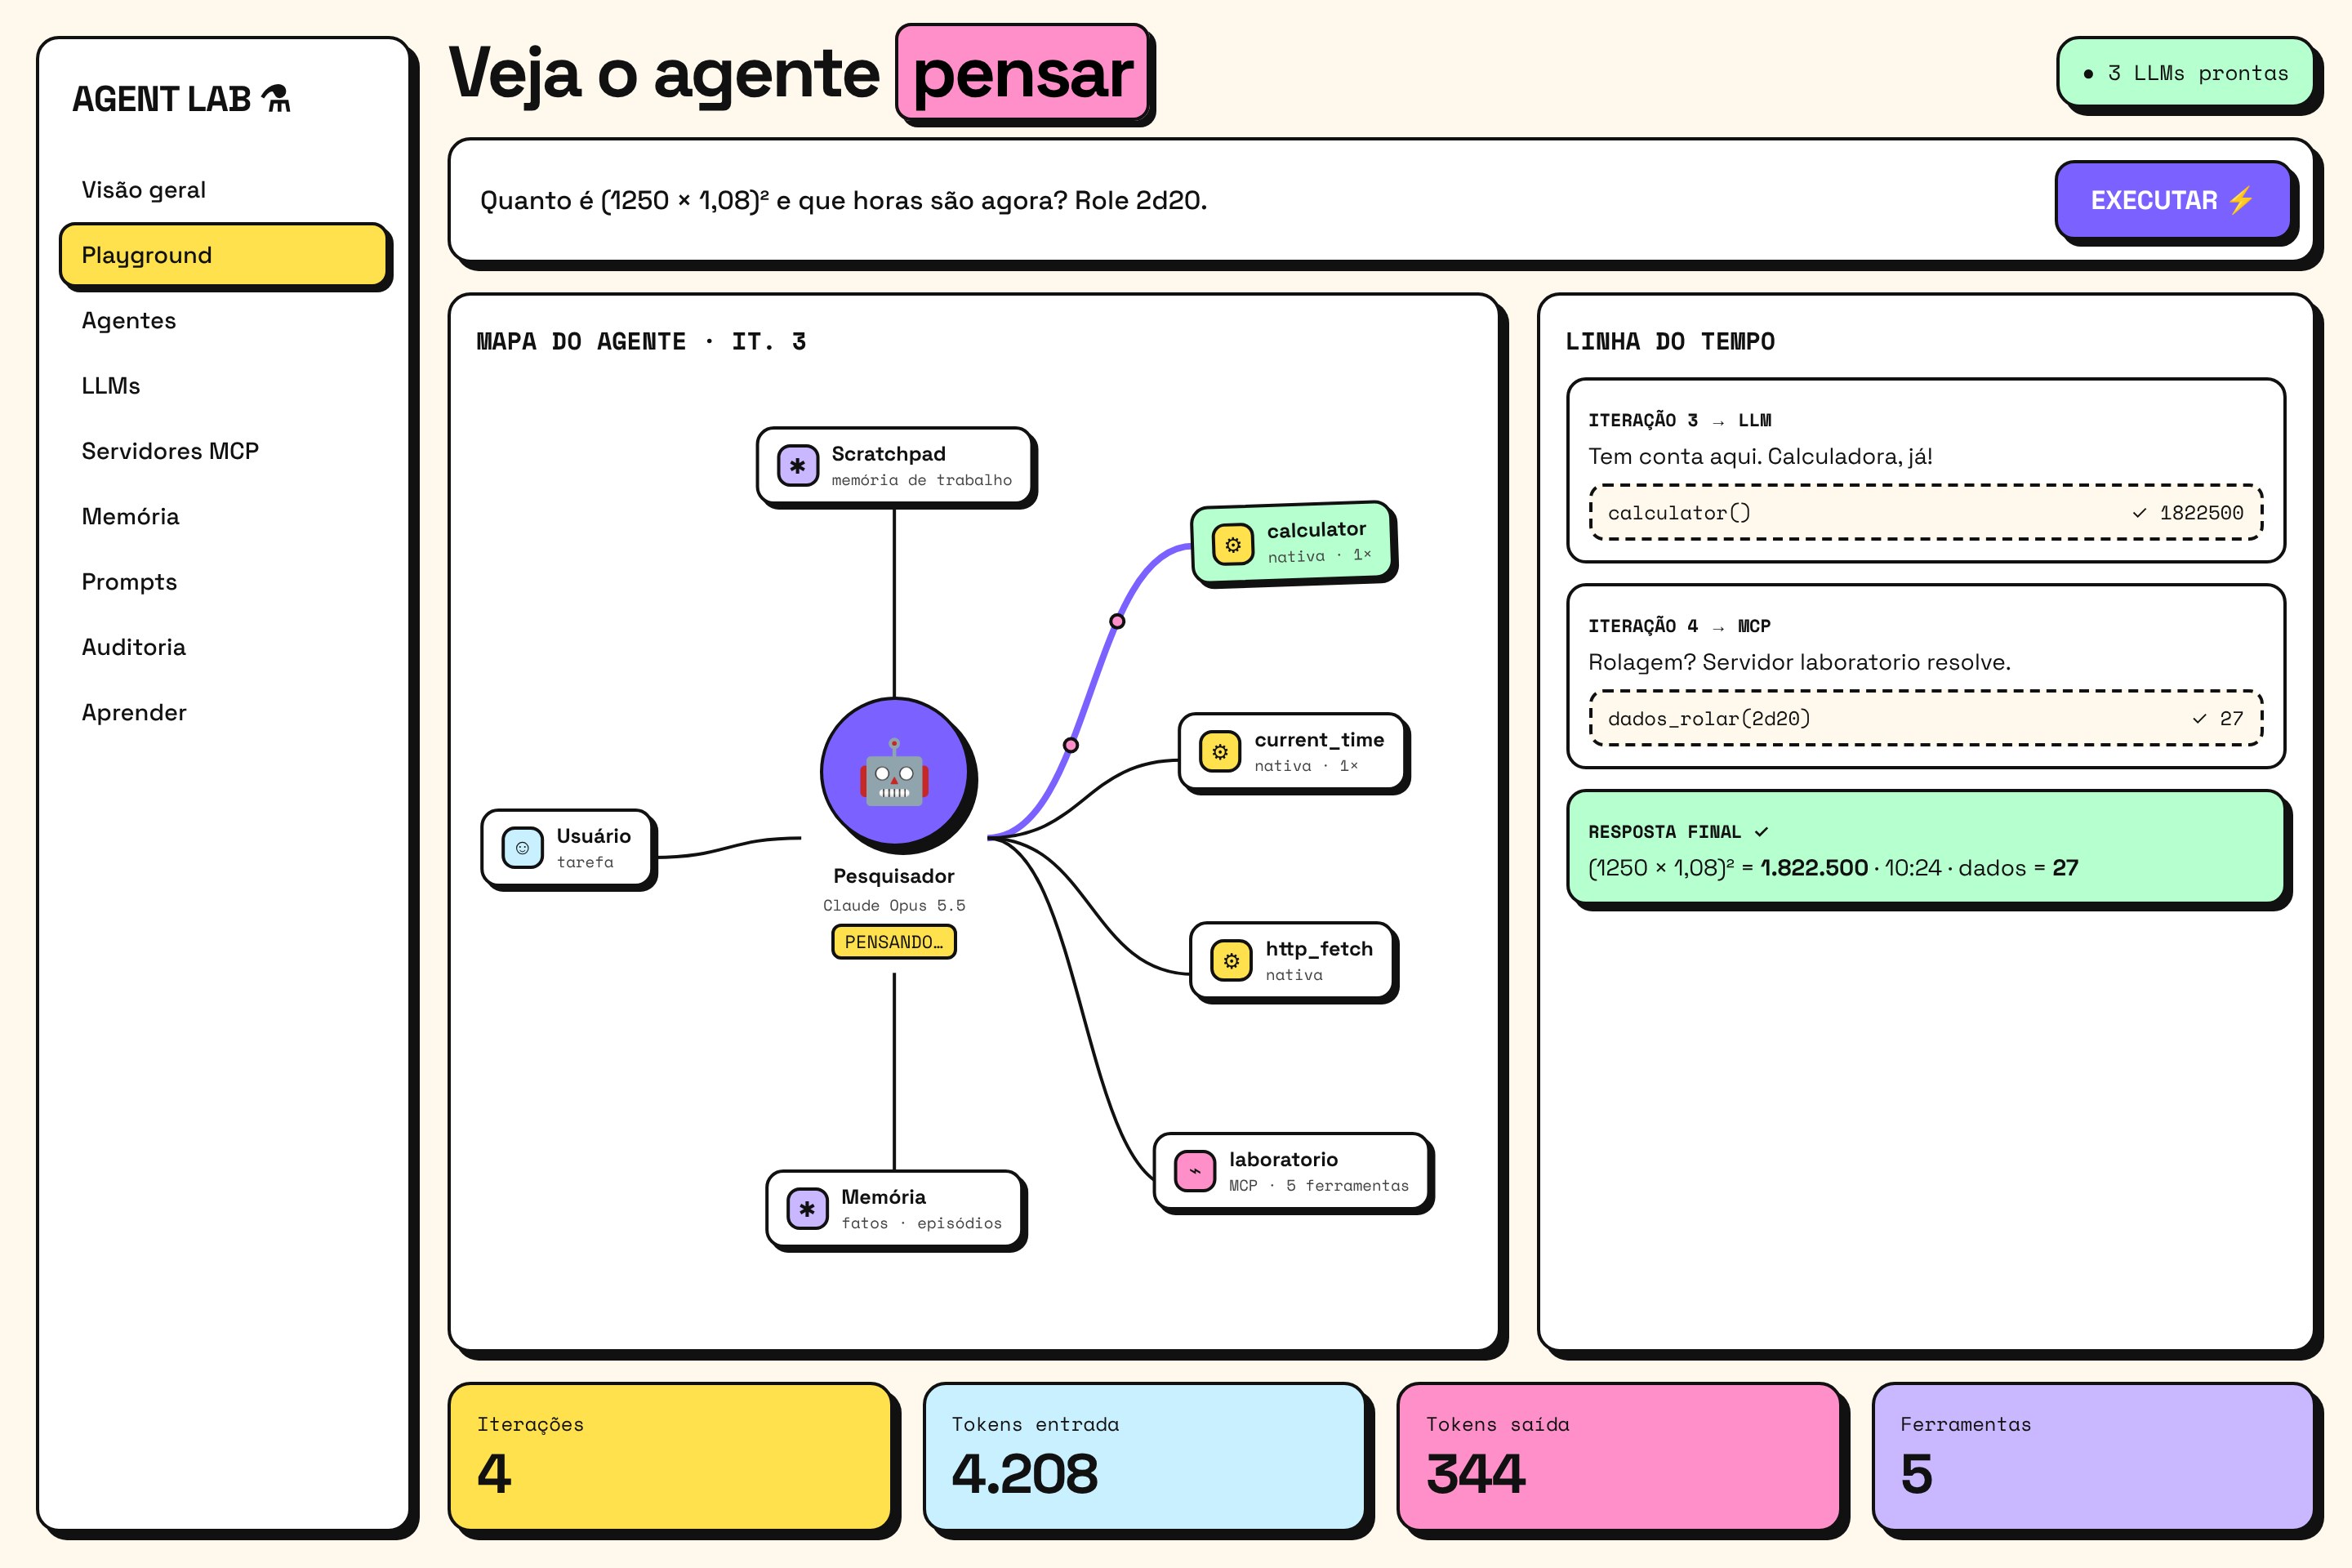 AGENT LAB ⚗
Visão geral
Playground
Agentes
LLMs
Servidores MCP
Memória
Prompts
Auditoria
Aprender
Veja o agente pensar
● 3 LLMs prontas
Quanto é (1250 × 1,08)² e que horas são agora? Role 2d20.
EXECUTAR ⚡
MAPA DO AGENTE · IT. 3
Scratchpad
memória de trabalho
calculator
nativa · 1×
current_time
nativa · 1×
Usuário
tarefa
Pesquisador
Claude Opus 5.5
PENSANDO…
http_fetch
nativa
laboratorio
MCP · 5 ferramentas
Memória
fatos · episódios
LINHA DO TEMPO
ITERAÇÃO 3 → LLM
Tem conta aqui. Calculadora, já!
calculator() ✓ 1822500
ITERAÇÃO 4 → MCP
Rolagem? Servidor laboratorio resolve.
dados_rolar(2d20) ✓ 27
RESPOSTA FINAL ✓
(1250 × 1,08)² = 1.822.500 · 10:24 · dados = 27
Iterações
4
Tokens entrada
4.208
Tokens saída
344
Ferramentas
5